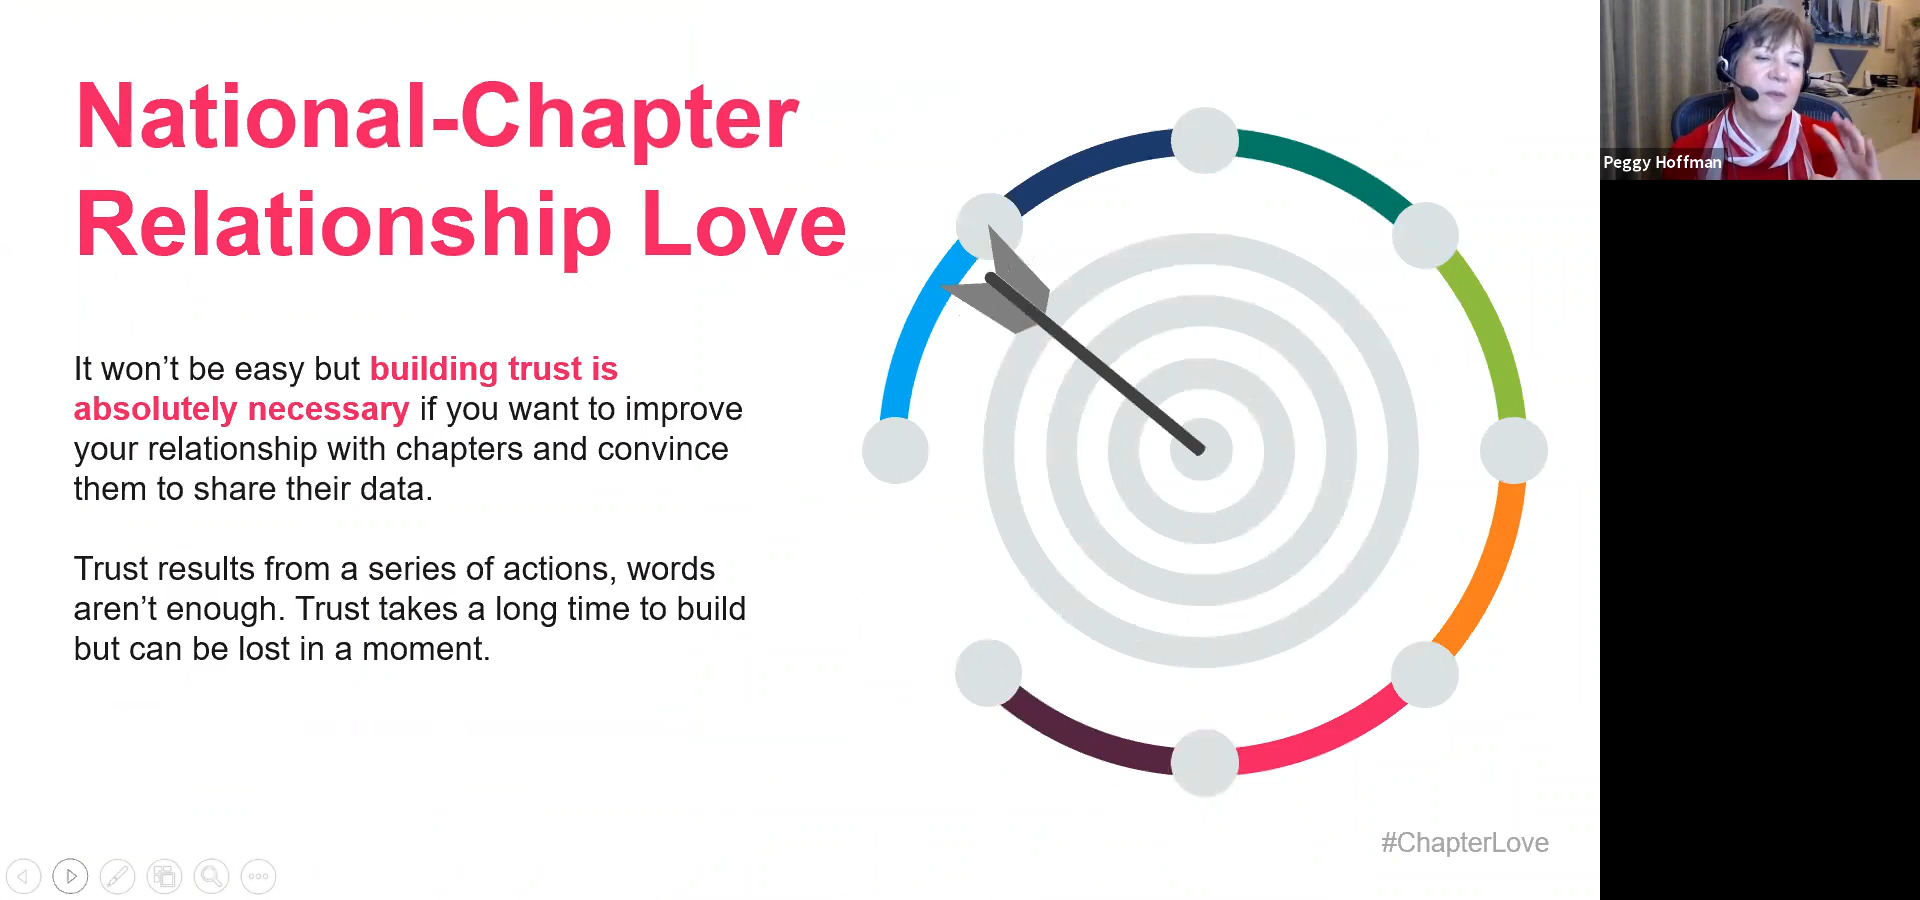 National-Chapter
Relationship Love
It won’t be easy but building trust is
absolutely necessary if you want to improve
your relationship with chapters and convince
them to share their data.
Trust results from a series of actions, words
aren’t enough. Trust takes a long time to build
but can be lost in a moment.
#ChapterLove
Peggy Hoffman